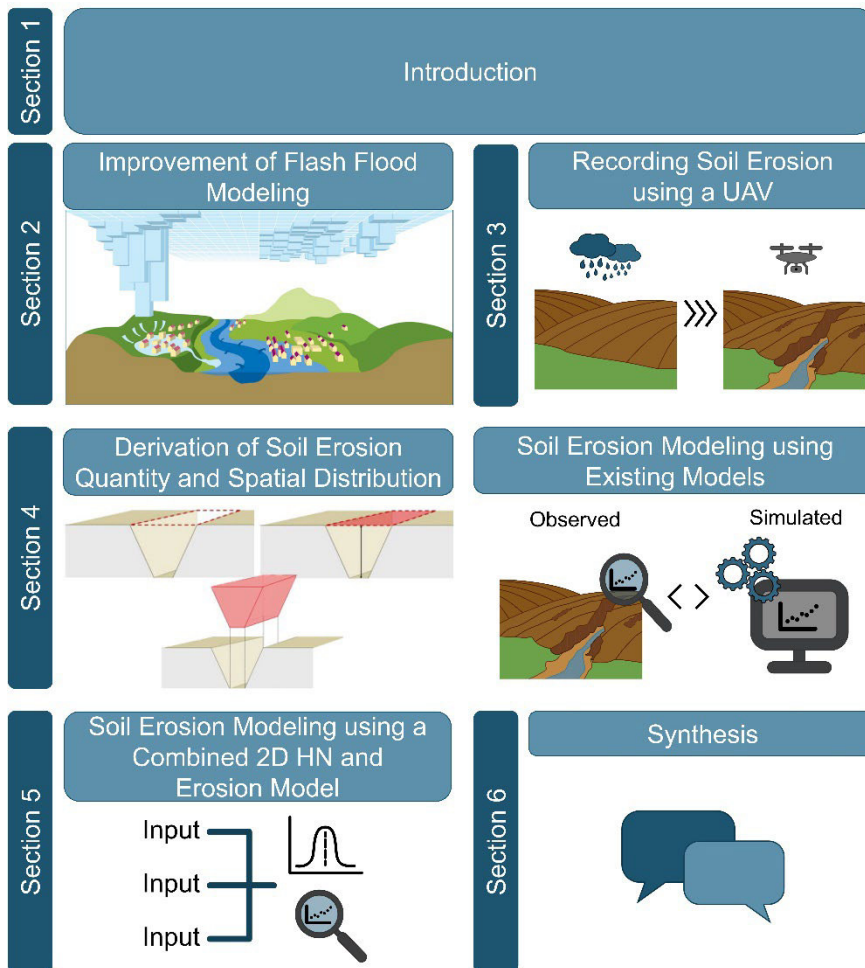 Section 1
Introduction
Section 2
Improvement of Flash Flood
Modeling
Section 3
Recording Soil Erosion
using a UAV
Section 4
Derivation of Soil Erosion
Quantity and Spatial Distribution
Soil Erosion Modeling using
Existing Models
Observed
Simulated
Section 5
Soil Erosion Modeling using a
Combined 2D HN and
Erosion Model
Input
Input
Input
Section 6
Synthesis